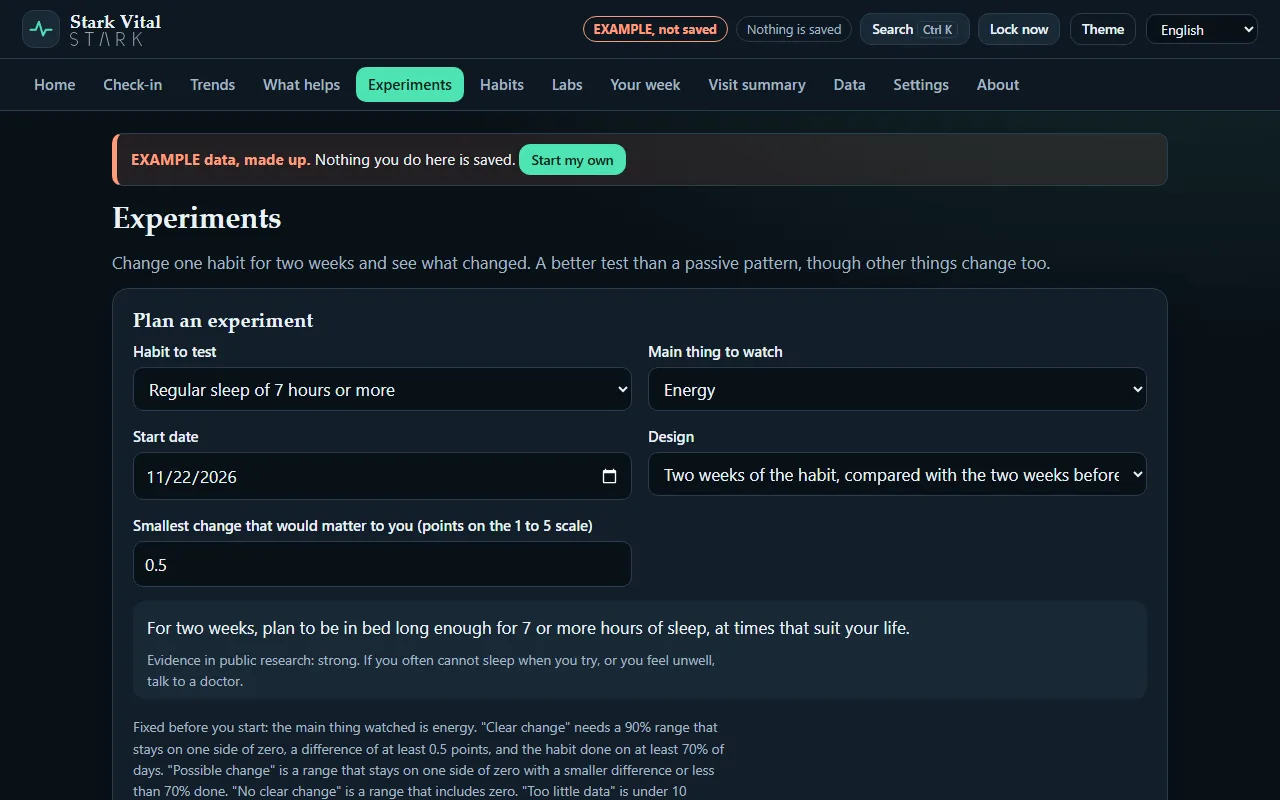 Stark Vital
STARK
EXAMPLE, not saved
Nothing is saved
Search Ctrl K
Lock now
Theme
English
Home
Check-in
Trends
What helps
Experiments
Habits
Labs
Your week
Visit summary
Data
Settings
About
EXAMPLE data, made up. Nothing you do here is saved. Start my own
Experiments
Change one habit for two weeks and see what changed. A better test than a passive pattern, though other things change too.
Plan an experiment
Habit to test
Main thing to watch
Regular sleep of 7 hours or more
Energy
Start date
Design
11/22/2026
Two weeks of the habit, compared with the two weeks before
Smallest change that would matter to you (points on the 1 to 5 scale)
0.5
For two weeks, plan to be in bed long enough for 7 or more hours of sleep, at times that suit your life.
Evidence in public research: strong. If you often cannot sleep when you try, or you feel unwell,
talk to a doctor.
Fixed before you start: the main thing watched is energy. "Clear change" needs a 90% range that
stays on one side of zero, a difference of at least 0.5 points, and the habit done on at least 70% of
days. "Possible change" is a range that stays on one side of zero with a smaller difference or less
than 70% done. "No clear change" is a range that includes zero. "Too little data" is under 10